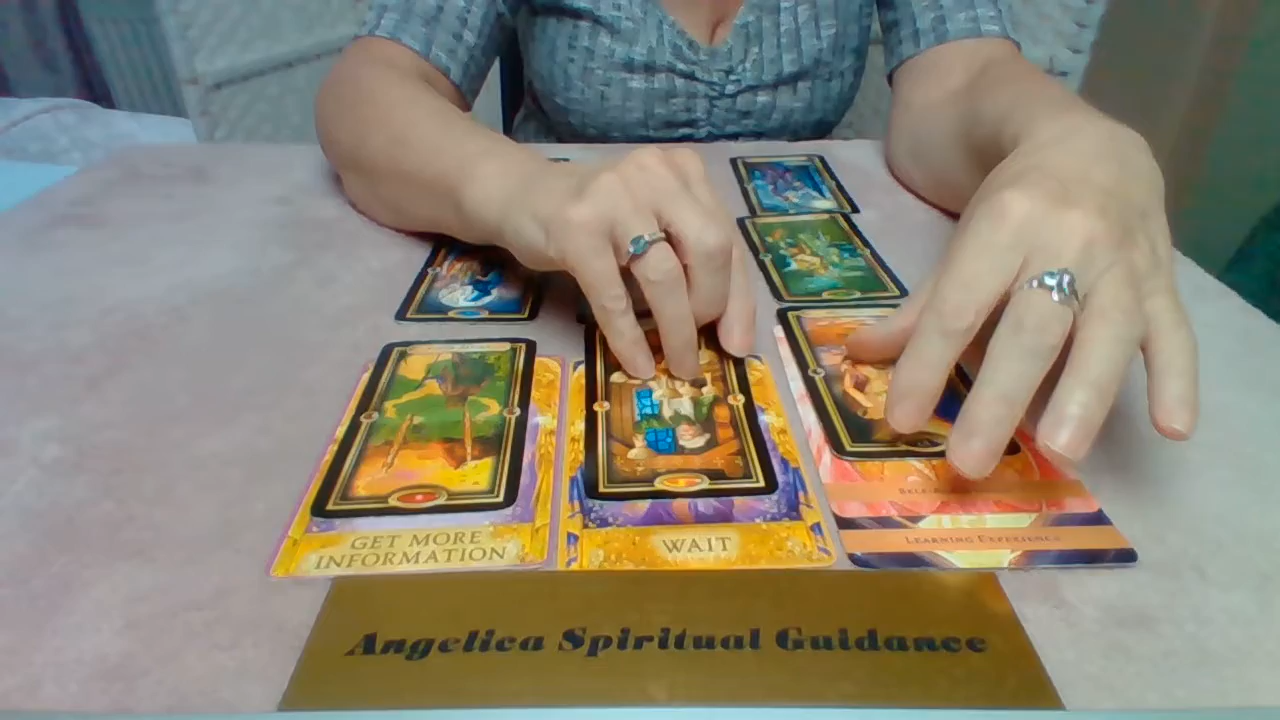 GET MORE
INFORMATION
WAIT
LEARNING EXPERIENCE
Angelica Spiritual Guidance